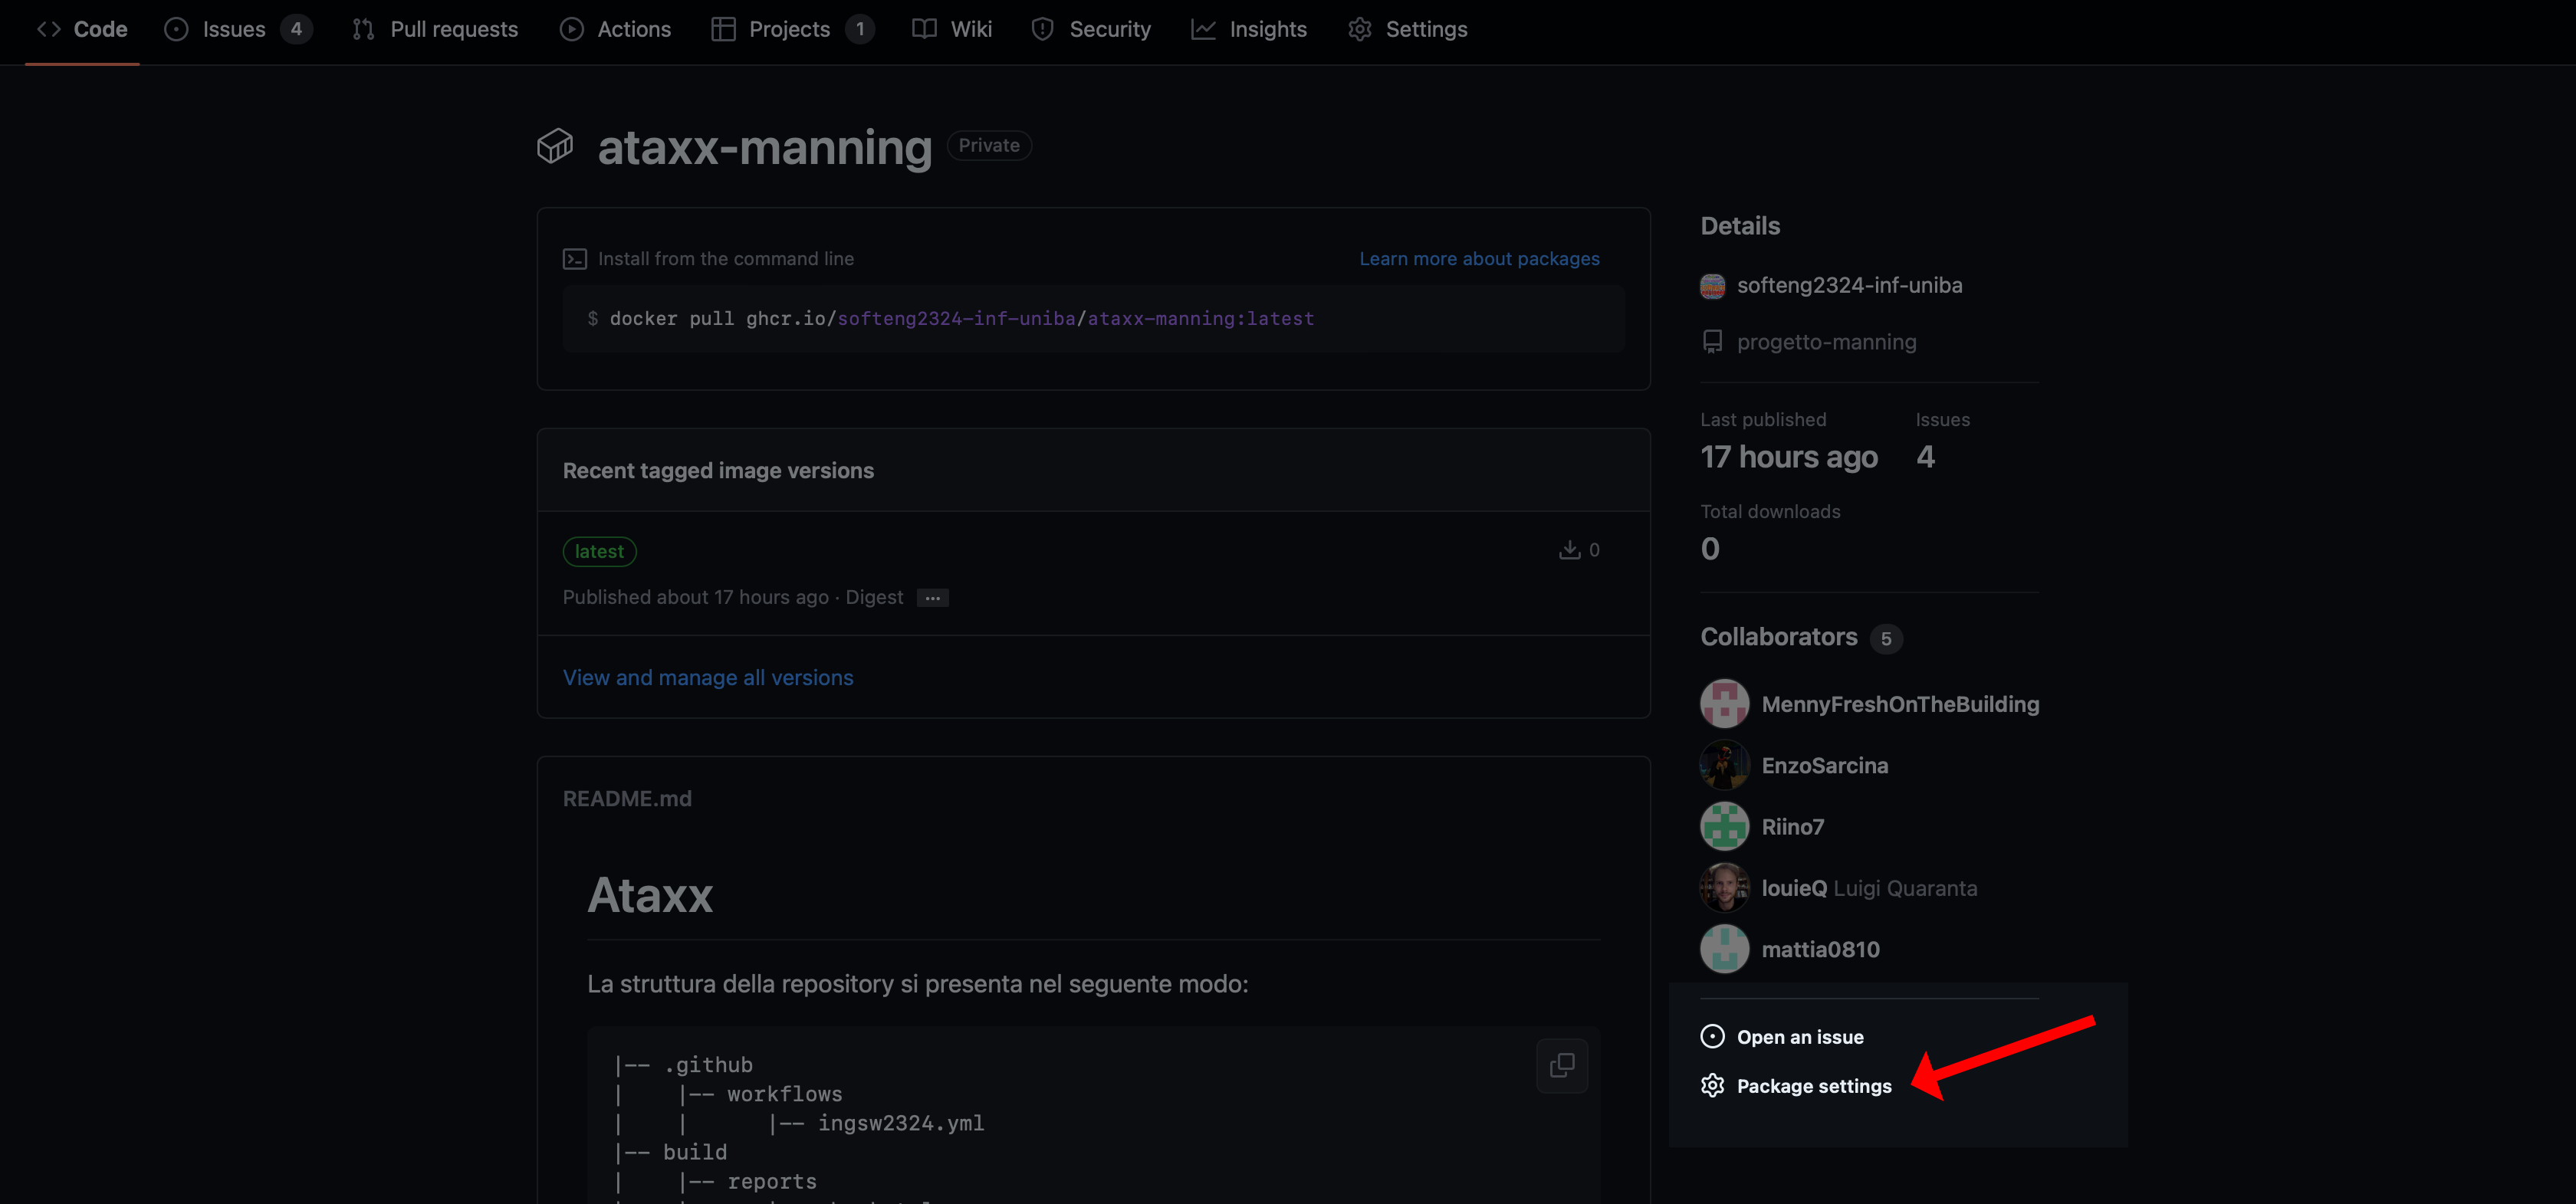 Code Issues 4 Pull requests Actions Projects 1 Wiki Security Insights Settings
ataxx-manning Private
Install from the command line Learn more about packages
$ docker pull ghcr.io/softeng2324-inf-uniba/ataxx-manning:latest
Recent tagged image versions
latest 0
Published about 17 hours ago · Digest ...
View and manage all versions
README.md
Ataxx
La struttura della repository si presenta nel seguente modo:
|-- .github
| |-- workflows
| | |-- ingsw2324.yml
|-- build
| |-- reports
Details
softeng2324-inf-uniba
progetto-manning
Last published Issues
17 hours ago 4
Total downloads
0
Collaborators 5
MennyFreshOnTheBuilding
EnzoSarcina
Riino7
louieQ Luigi Quaranta
mattia0810
Open an issue
Package settings